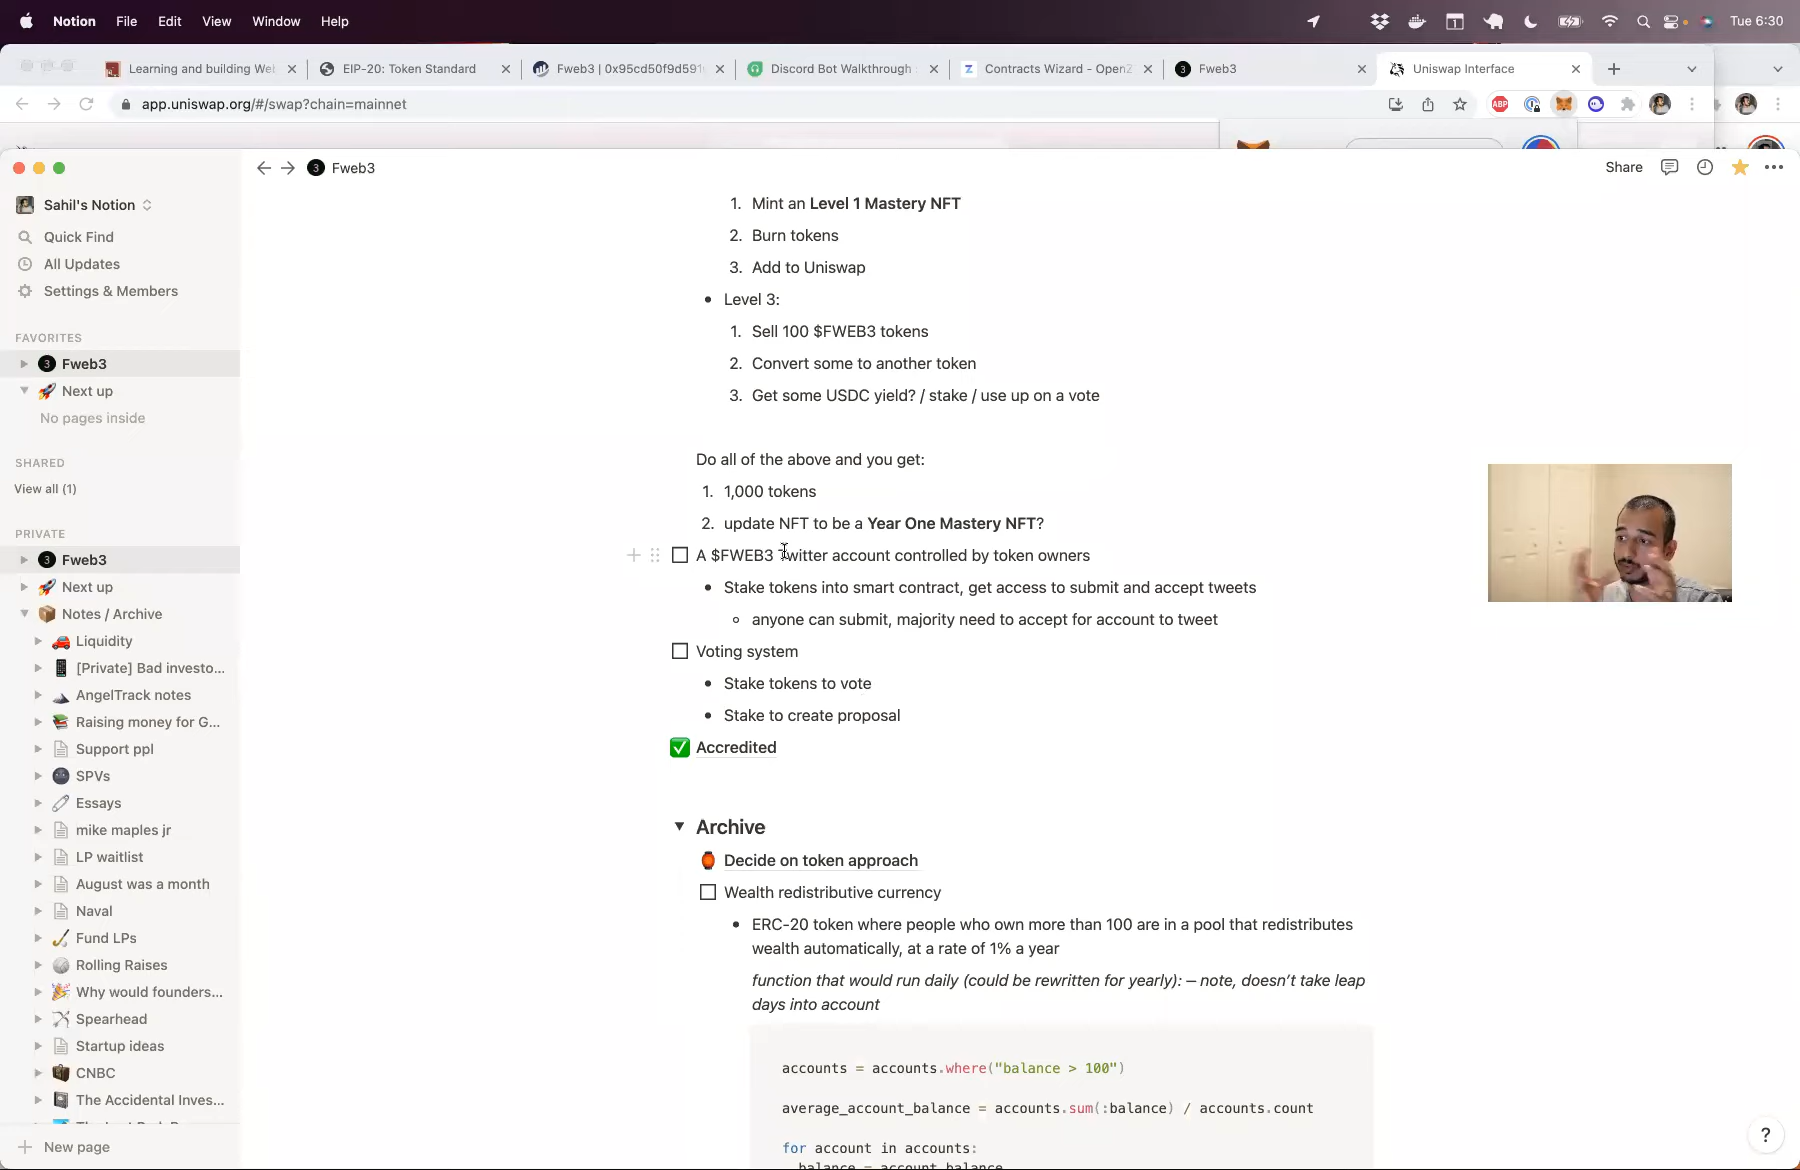 Notion File Edit View Window Help
1
Tue 6:30
Learning and building Wel
EIP-20: Token Standard
Fweb3 | 0x95cd50f9d591
Discord Bot Walkthrough
Contracts Wizard - OpenZ
3 Fweb3
Uniswap Interface
app.uniswap.org/#/swap?chain=mainnet
ABP
3 Fweb3
Share
Sahil's Notion
Quick Find
All Updates
Settings & Members
FAVORITES
3 Fweb3
Next up
No pages inside
SHARED
View all (1)
PRIVATE
3 Fweb3
Next up
Notes / Archive
Liquidity
[Private] Bad investo...
AngelTrack notes
Raising money for G...
Support ppl
SPVs
Essays
mike maples jr
LP waitlist
August was a month
Naval
Fund LPs
Rolling Raises
Why would founders...
Spearhead
Startup ideas
CNBC
The Accidental Inves...
New page
1. Mint an Level 1 Mastery NFT
2. Burn tokens
3. Add to Uniswap
• Level 3:
1. Sell 100 $FWEB3 tokens
2. Convert some to another token
3. Get some USDC yield? / stake / use up on a vote
Do all of the above and you get:
1. 1,000 tokens
2. update NFT to be a Year One Mastery NFT?
A $FWEB3 Twitter account controlled by token owners
• Stake tokens into smart contract, get access to submit and accept tweets
◦ anyone can submit, majority need to accept for account to tweet
Voting system
• Stake tokens to vote
• Stake to create proposal
Accredited
Archive
Decide on token approach
Wealth redistributive currency
• ERC-20 token where people who own more than 100 are in a pool that redistributes
wealth automatically, at a rate of 1% a year
function that would run daily (could be rewritten for yearly): – note, doesn't take leap
days into account
accounts = accounts.where("balance > 100")
average_account_balance = accounts.sum(:balance) / accounts.count
for account in accounts:
balance = account.balance
?